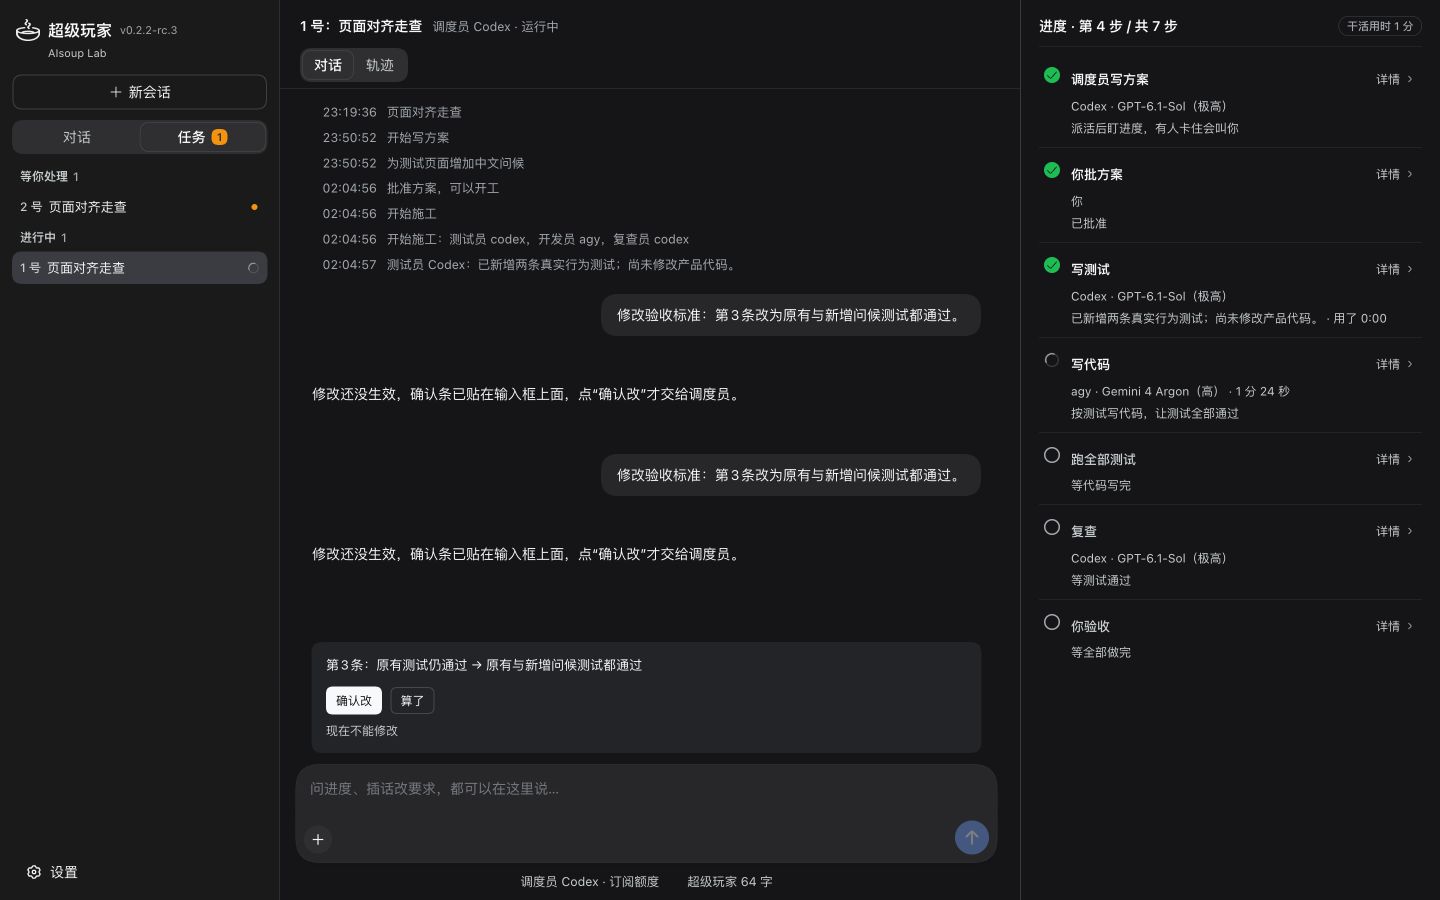 超级玩家 v0.2.2-rc.3
AIsoup Lab
新会话
对话 任务 1
等你处理 1
2 号 页面对齐走查
进行中 1
1 号 页面对齐走查
设置
1 号：页面对齐走查 调度员 Codex · 运行中
对话 轨迹
23:19:36 页面对齐走查
23:50:52 开始写方案
23:50:52 为测试页面增加中文问候
02:04:56 批准方案，可以开工
02:04:56 开始施工
02:04:56 开始施工：测试员 codex，开发员 agy，复查员 codex
02:04:57 测试员 Codex：已新增两条真实行为测试；尚未修改产品代码。
修改验收标准：第 3 条改为原有与新增问候测试都通过。
修改还没生效，确认条已贴在输入框上面，点“确认改”才交给调度员。
修改验收标准：第 3 条改为原有与新增问候测试都通过。
修改还没生效，确认条已贴在输入框上面，点“确认改”才交给调度员。
第 3 条：原有测试仍通过 → 原有与新增问候测试都通过
确认改 算了
现在不能修改
问进度、插话改要求，都可以在这里说...
调度员 Codex · 订阅额度 超级玩家 64 字
进度 · 第 4 步 / 共 7 步 干活用时 1 分
调度员写方案 详情
Codex · GPT-6.1-Sol（极高）
派活后盯进度，有人卡住会叫你
你批方案 详情
你
已批准
写测试 详情
Codex · GPT-6.1-Sol（极高）
已新增两条真实行为测试；尚未修改产品代码。 · 用了 0:00
写代码 详情
agy · Gemini 4 Argon（高） · 1 分 24 秒
按测试写代码，让测试全部通过
跑全部测试 详情
等代码写完
复查 详情
Codex · GPT-6.1-Sol（极高）
等测试通过
你验收 详情
等全部做完